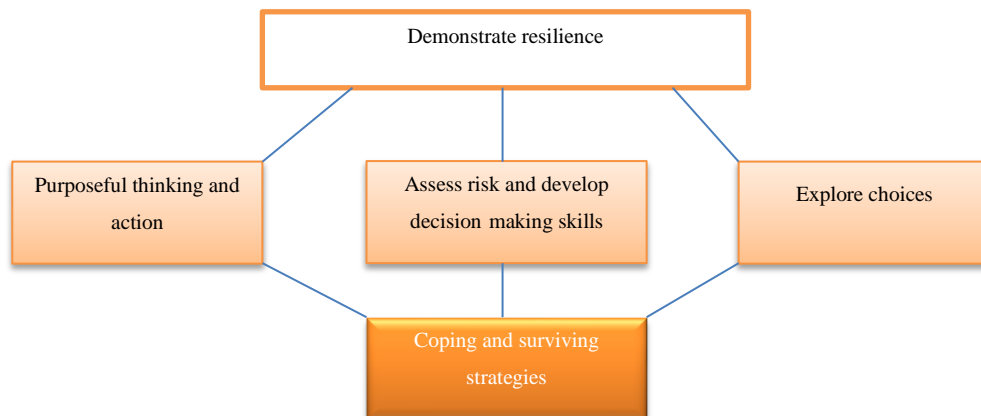 Demonstrate resilience
Purposeful thinking and
action
Assess risk and develop
decision making skills
Explore choices
Coping and surviving
strategies